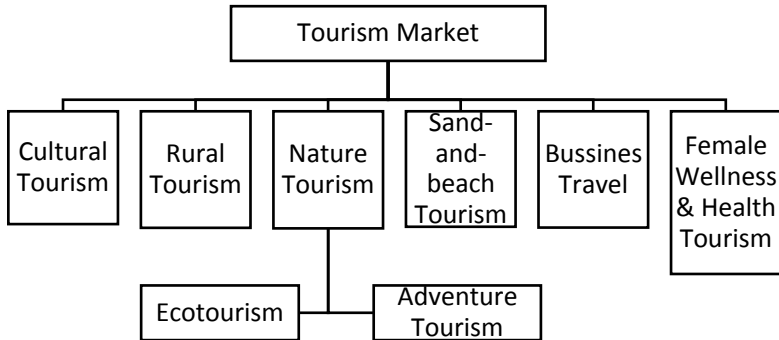 Tourism Market
Cultural
Tourism
Rural
Tourism
Nature
Tourism
Sand-
and-
beach
Tourism
Bussines
Travel
Female
Wellness
& Health
Tourism
Ecotourism
Adventure
Tourism